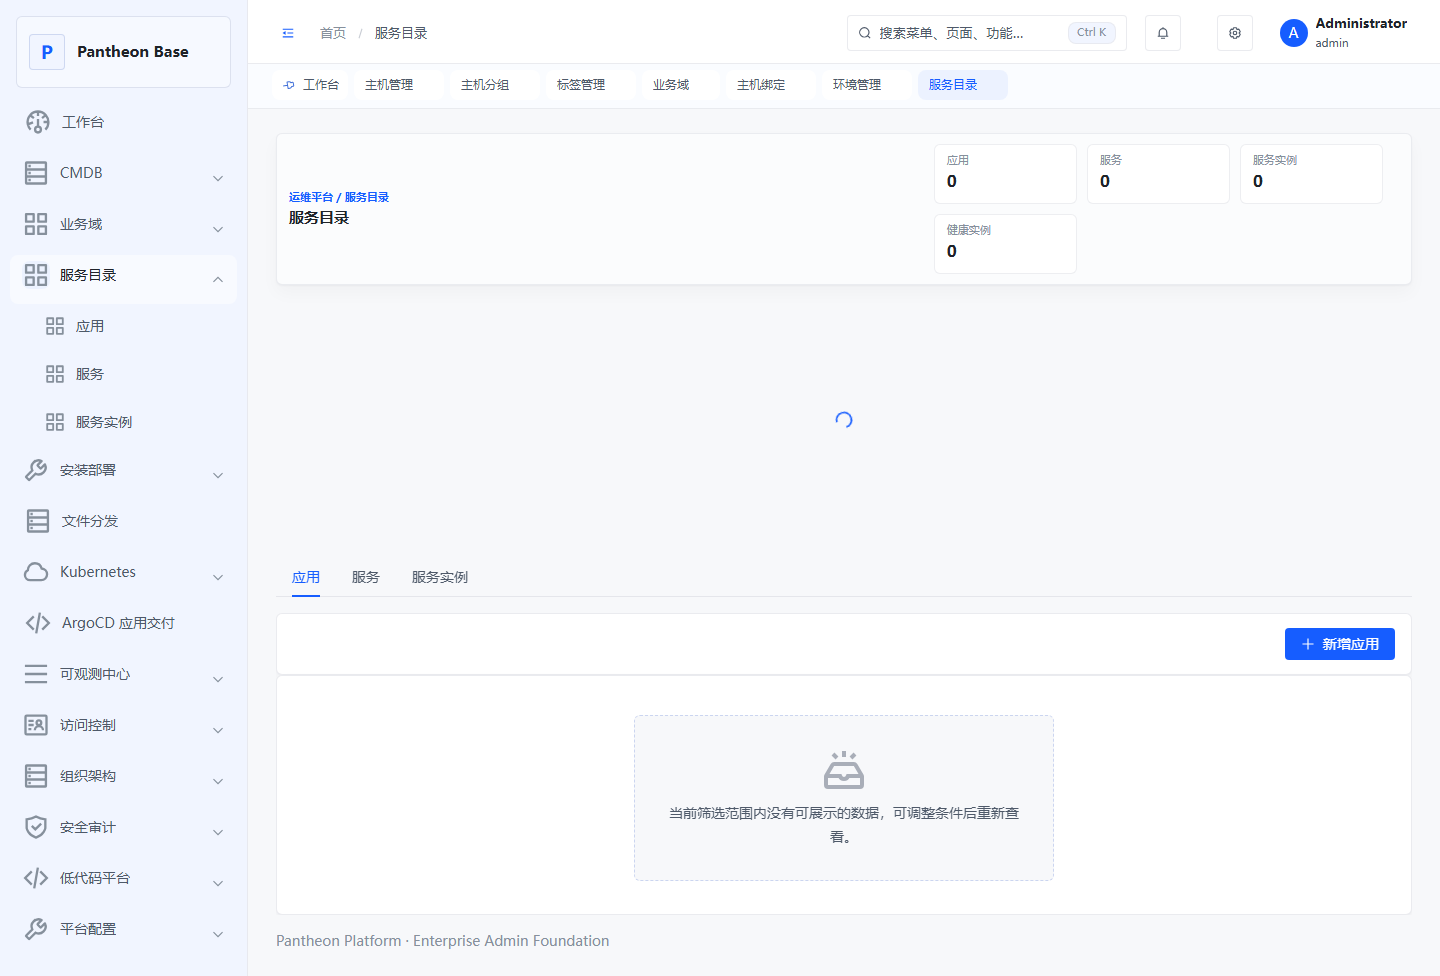 P Pantheon Base
工作台
CMDB
业务域
服务目录
应用
服务
服务实例
安装部署
文件分发
Kubernetes
ArgoCD 应用交付
可观测中心
访问控制
组织架构
安全审计
低代码平台
平台配置
首页 / 服务目录
搜索菜单、页面、功能... Ctrl K
A Administrator
admin
工作台 主机管理 主机分组 标签管理 业务域 主机绑定 环境管理 服务目录
运维平台 / 服务目录
服务目录
应用
0
服务
0
服务实例
0
健康实例
0
应用 服务 服务实例
新增应用
当前筛选范围内没有可展示的数据，可调整条件后重新查
看。
Pantheon Platform · Enterprise Admin Foundation